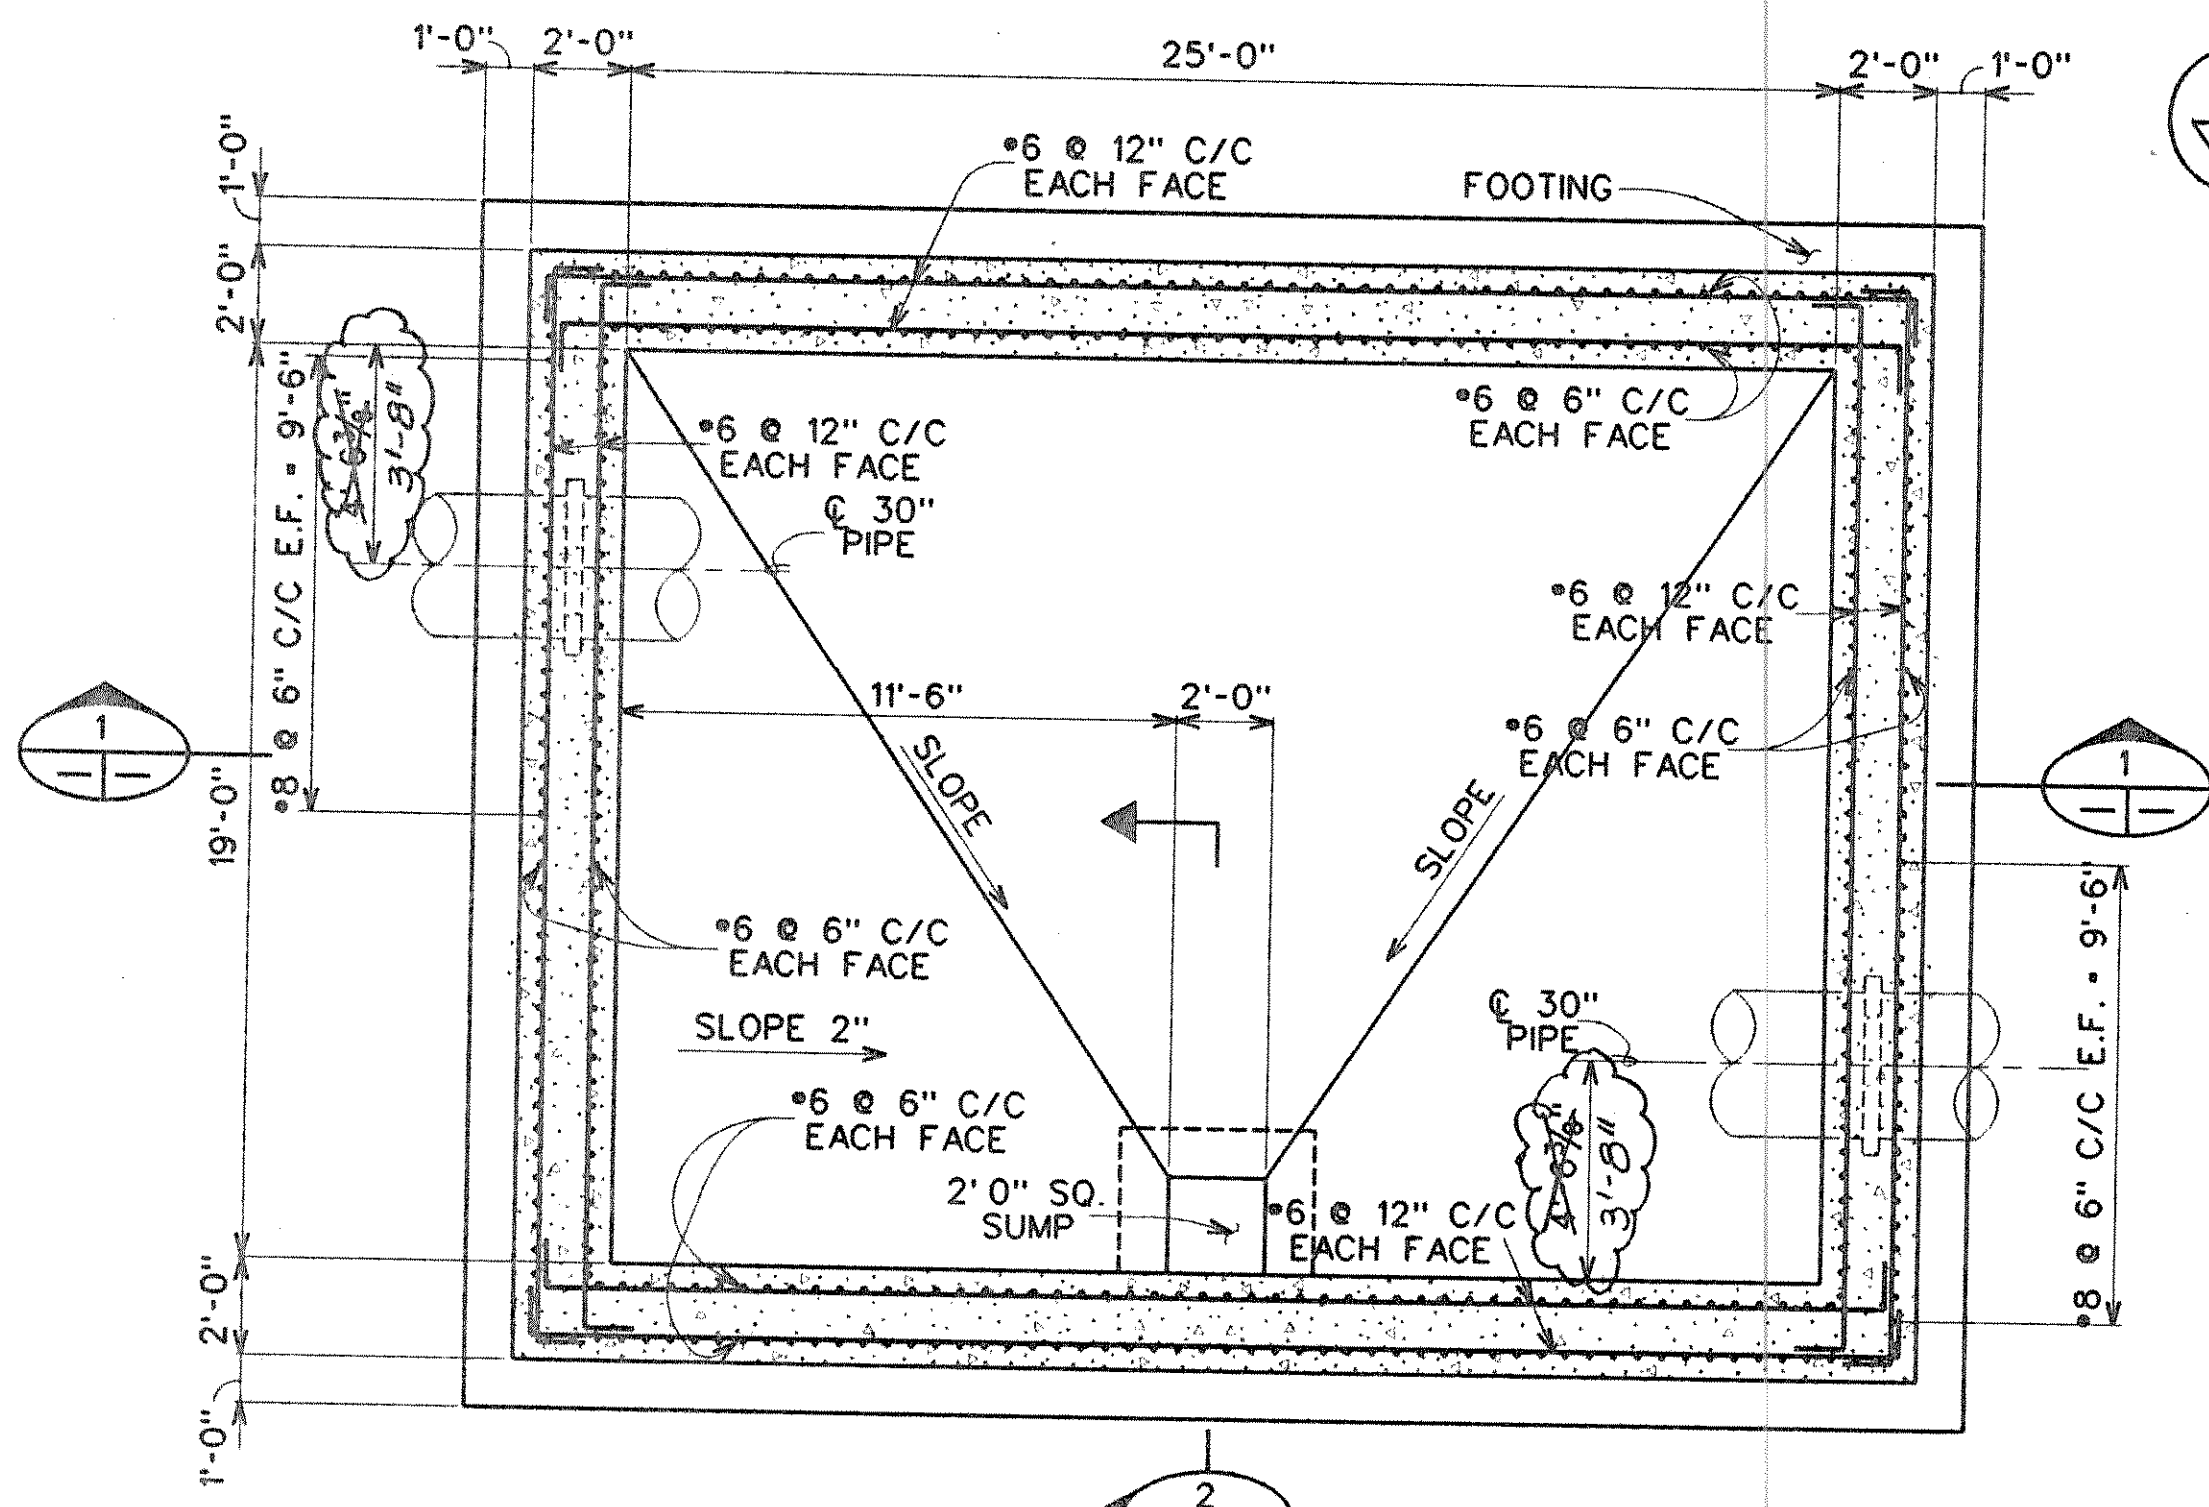 1'-0"
2'-0"
25'-0"
2'-0"
1'-0"
1'-0"
•6 @ 12" C/C
EACH FACE
FOOTING
2'-0"
•6 @ 6" C/C
EACH FACE
•6 @ 12" C/C
EACH FACE
3'-8"
•8 @ 6" C/C E.F. = 9'-6"
℄ 30"
PIPE
•6 @ 12" C/C
EACH FACE
11'-6"
2'-0"
•6 @ 6" C/C
EACH FACE
1
1
SLOPE
SLOPE
19'-0"
•6 @ 6" C/C
EACH FACE
SLOPE 2"
℄ 30"
PIPE
•8 @ 6" C/C E.F. = 9'-6"
•6 @ 6" C/C
EACH FACE
3'-8"
2' 0" SQ.
SUMP
•6 @ 12" C/C
EACH FACE
2'-0"
1'-0"
2